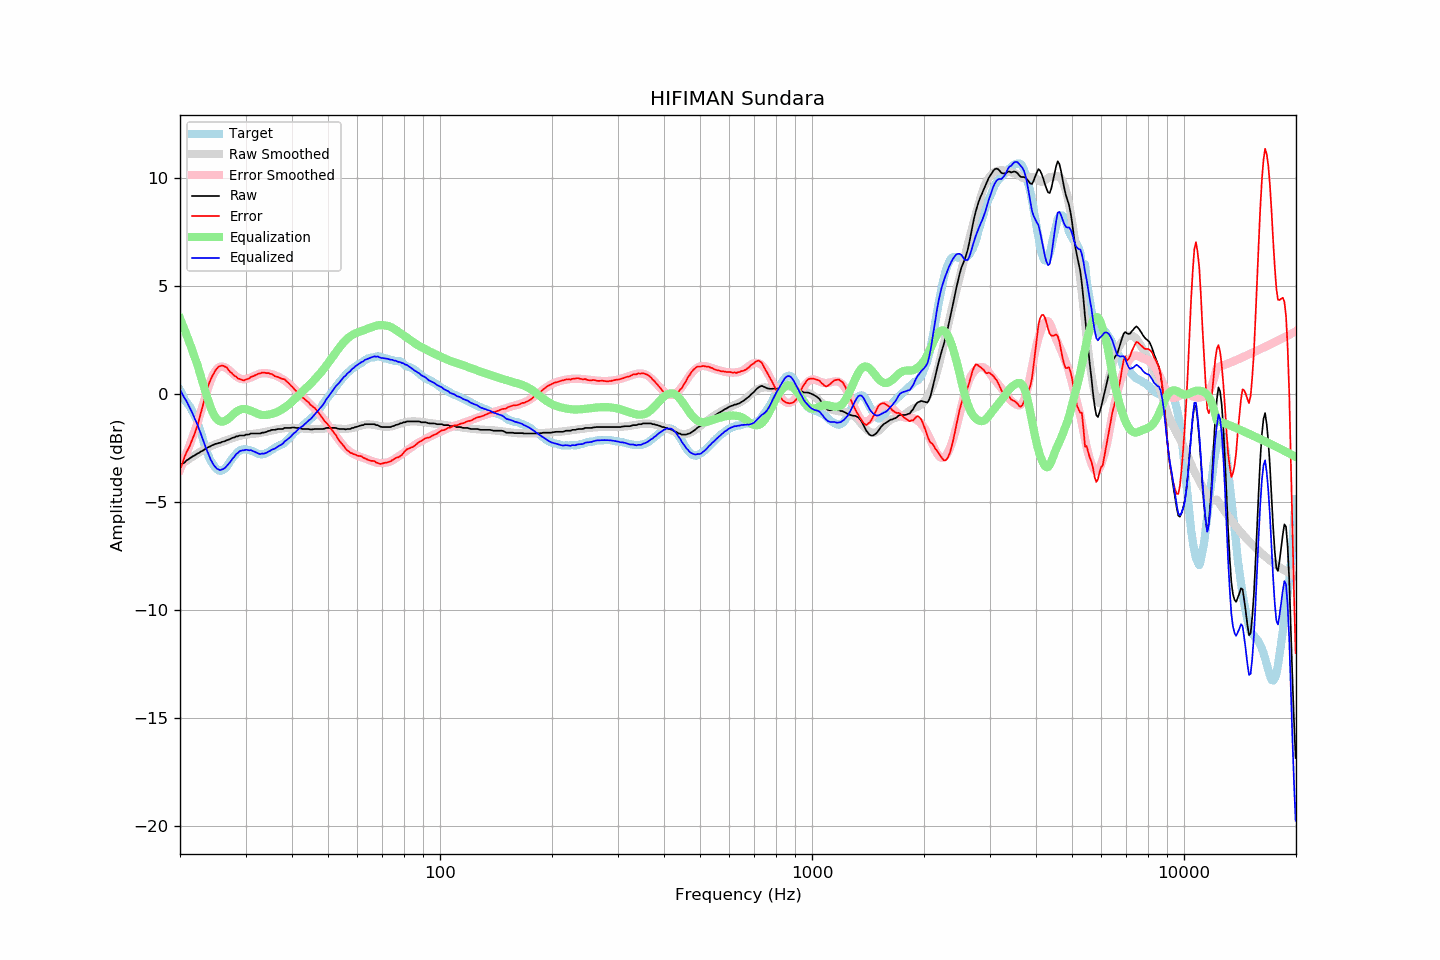 HIFIMAN Sundara
Target
Raw Smoothed
Error Smoothed
Raw
Error
Equalization
Equalized
10
5
0
−5
−10
−15
−20
Amplitude (dBr)
100
1000
10000
Frequency (Hz)